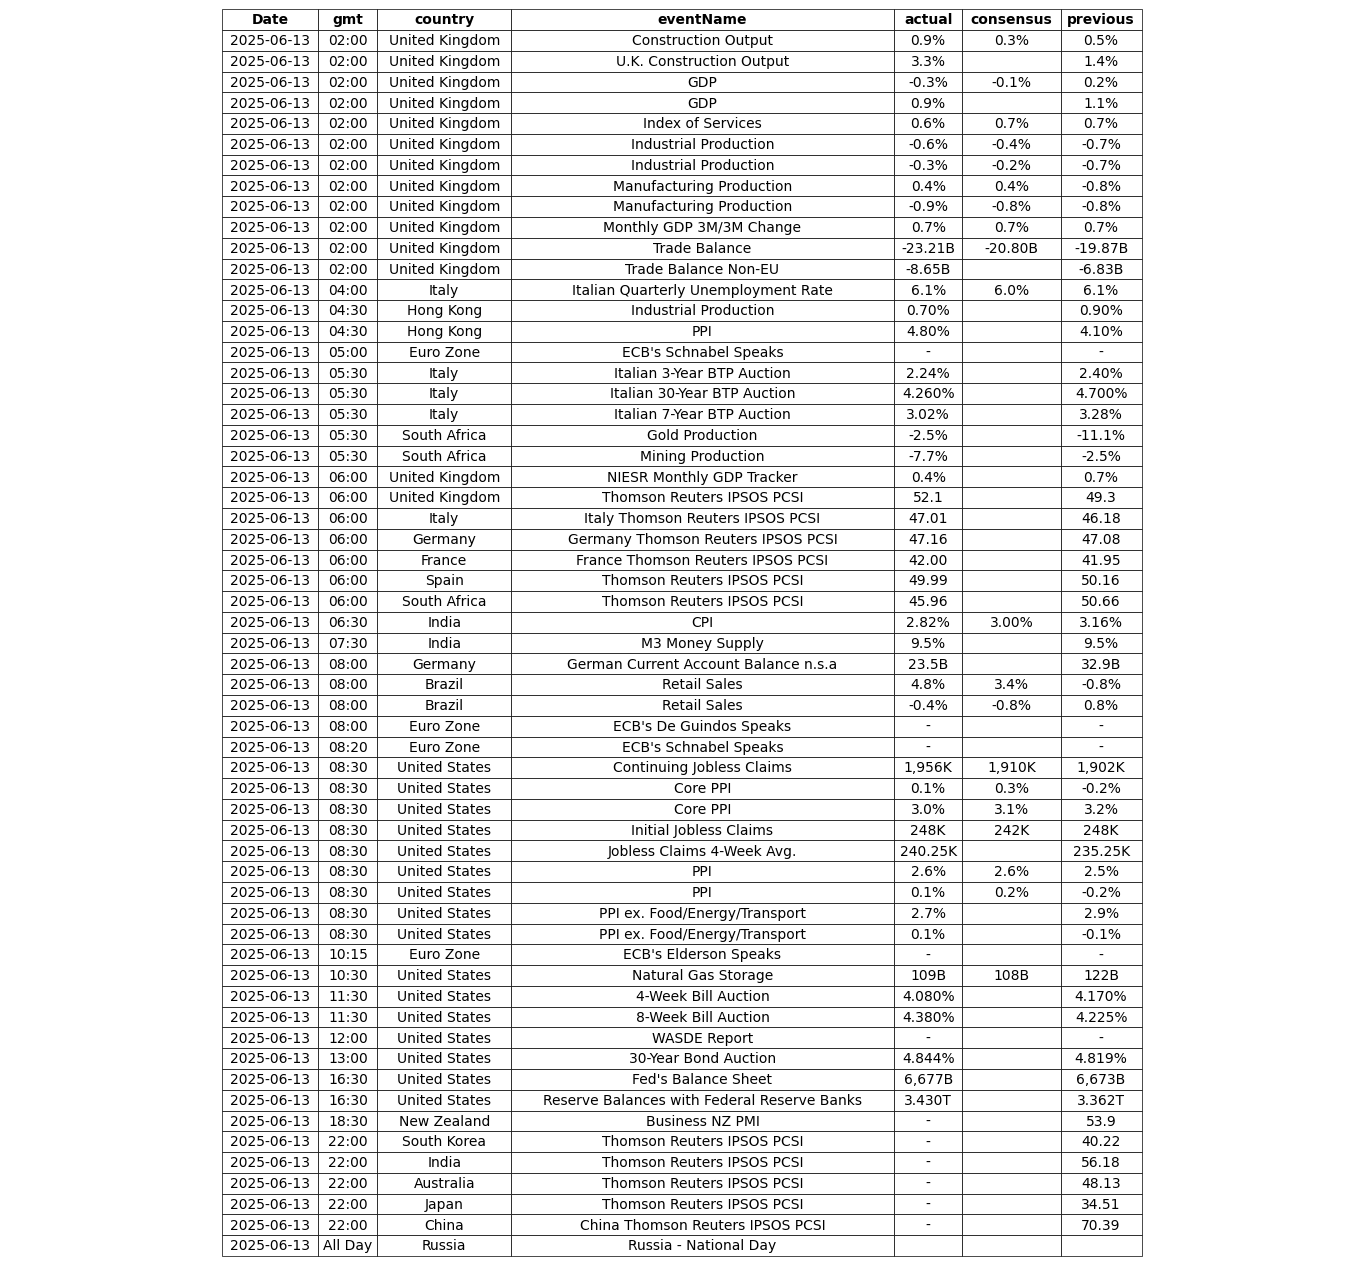 Date gmt country eventName actual consensus previous
2025-06-13 02:00 United Kingdom Construction Output 0.9% 0.3% 0.5%
2025-06-13 02:00 United Kingdom U.K. Construction Output 3.3% 1.4%
2025-06-13 02:00 United Kingdom GDP -0.3% -0.1% 0.2%
2025-06-13 02:00 United Kingdom GDP 0.9% 1.1%
2025-06-13 02:00 United Kingdom Index of Services 0.6% 0.7% 0.7%
2025-06-13 02:00 United Kingdom Industrial Production -0.6% -0.4% -0.7%
2025-06-13 02:00 United Kingdom Industrial Production -0.3% -0.2% -0.7%
2025-06-13 02:00 United Kingdom Manufacturing Production 0.4% 0.4% -0.8%
2025-06-13 02:00 United Kingdom Manufacturing Production -0.9% -0.8% -0.8%
2025-06-13 02:00 United Kingdom Monthly GDP 3M/3M Change 0.7% 0.7% 0.7%
2025-06-13 02:00 United Kingdom Trade Balance -23.21B -20.80B -19.87B
2025-06-13 02:00 United Kingdom Trade Balance Non-EU -8.65B -6.83B
2025-06-13 04:00 Italy Italian Quarterly Unemployment Rate 6.1% 6.0% 6.1%
2025-06-13 04:30 Hong Kong Industrial Production 0.70% 0.90%
2025-06-13 04:30 Hong Kong PPI 4.80% 4.10%
2025-06-13 05:00 Euro Zone ECB's Schnabel Speaks - -
2025-06-13 05:30 Italy Italian 3-Year BTP Auction 2.24% 2.40%
2025-06-13 05:30 Italy Italian 30-Year BTP Auction 4.260% 4.700%
2025-06-13 05:30 Italy Italian 7-Year BTP Auction 3.02% 3.28%
2025-06-13 05:30 South Africa Gold Production -2.5% -11.1%
2025-06-13 05:30 South Africa Mining Production -7.7% -2.5%
2025-06-13 06:00 United Kingdom NIESR Monthly GDP Tracker 0.4% 0.7%
2025-06-13 06:00 United Kingdom Thomson Reuters IPSOS PCSI 52.1 49.3
2025-06-13 06:00 Italy Italy Thomson Reuters IPSOS PCSI 47.01 46.18
2025-06-13 06:00 Germany Germany Thomson Reuters IPSOS PCSI 47.16 47.08
2025-06-13 06:00 France France Thomson Reuters IPSOS PCSI 42.00 41.95
2025-06-13 06:00 Spain Thomson Reuters IPSOS PCSI 49.99 50.16
2025-06-13 06:00 South Africa Thomson Reuters IPSOS PCSI 45.96 50.66
2025-06-13 06:30 India CPI 2.82% 3.00% 3.16%
2025-06-13 07:30 India M3 Money Supply 9.5% 9.5%
2025-06-13 08:00 Germany German Current Account Balance n.s.a 23.5B 32.9B
2025-06-13 08:00 Brazil Retail Sales 4.8% 3.4% -0.8%
2025-06-13 08:00 Brazil Retail Sales -0.4% -0.8% 0.8%
2025-06-13 08:00 Euro Zone ECB's De Guindos Speaks - -
2025-06-13 08:20 Euro Zone ECB's Schnabel Speaks - -
2025-06-13 08:30 United States Continuing Jobless Claims 1,956K 1,910K 1,902K
2025-06-13 08:30 United States Core PPI 0.1% 0.3% -0.2%
2025-06-13 08:30 United States Core PPI 3.0% 3.1% 3.2%
2025-06-13 08:30 United States Initial Jobless Claims 248K 242K 248K
2025-06-13 08:30 United States Jobless Claims 4-Week Avg. 240.25K 235.25K
2025-06-13 08:30 United States PPI 2.6% 2.6% 2.5%
2025-06-13 08:30 United States PPI 0.1% 0.2% -0.2%
2025-06-13 08:30 United States PPI ex. Food/Energy/Transport 2.7% 2.9%
2025-06-13 08:30 United States PPI ex. Food/Energy/Transport 0.1% -0.1%
2025-06-13 10:15 Euro Zone ECB's Elderson Speaks - -
2025-06-13 10:30 United States Natural Gas Storage 109B 108B 122B
2025-06-13 11:30 United States 4-Week Bill Auction 4.080% 4.170%
2025-06-13 11:30 United States 8-Week Bill Auction 4.380% 4.225%
2025-06-13 12:00 United States WASDE Report - -
2025-06-13 13:00 United States 30-Year Bond Auction 4.844% 4.819%
2025-06-13 16:30 United States Fed's Balance Sheet 6,677B 6,673B
2025-06-13 16:30 United States Reserve Balances with Federal Reserve Banks 3.430T 3.362T
2025-06-13 18:30 New Zealand Business NZ PMI - 53.9
2025-06-13 22:00 South Korea Thomson Reuters IPSOS PCSI - 40.22
2025-06-13 22:00 India Thomson Reuters IPSOS PCSI - 56.18
2025-06-13 22:00 Australia Thomson Reuters IPSOS PCSI - 48.13
2025-06-13 22:00 Japan Thomson Reuters IPSOS PCSI - 34.51
2025-06-13 22:00 China China Thomson Reuters IPSOS PCSI - 70.39
2025-06-13 All Day Russia Russia - National Day